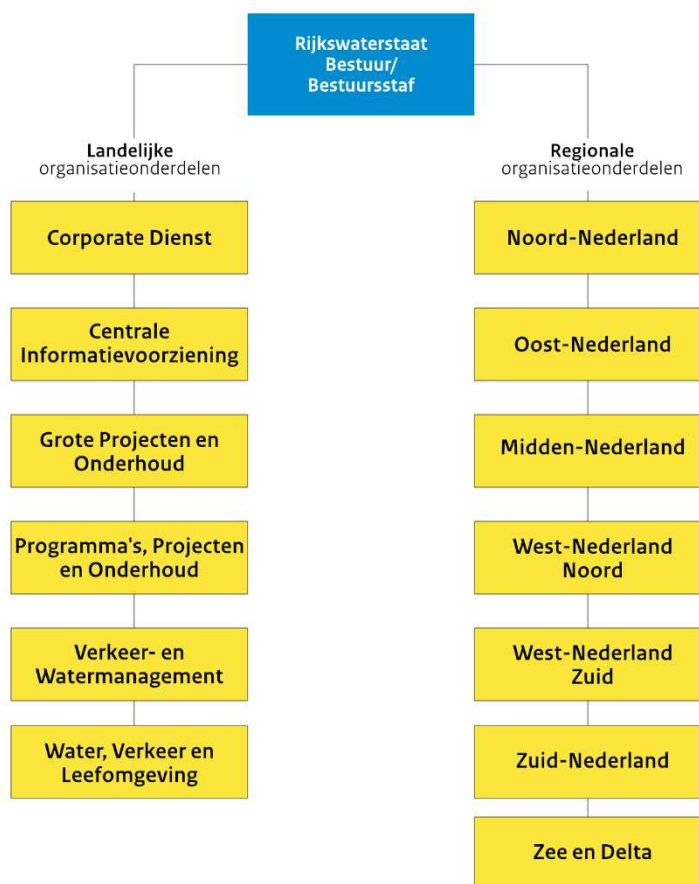 Rijkswaterstaat
Bestuur/
Bestuursstaf
Landelijke
organisatieonderdelen
Corporate Dienst
Centrale
Informatievoorziening
Grote Projecten en
Onderhoud
Programma's, Projecten
en Onderhoud
Verkeer- en
Watermanagement
Water, Verkeer en
Leefomgeving
Regionale
organisatieonderdelen
Noord-Nederland
Oost-Nederland
Midden-Nederland
West-Nederland
Noord
West-Nederland
Zuid
Zuid-Nederland
Zee en Delta